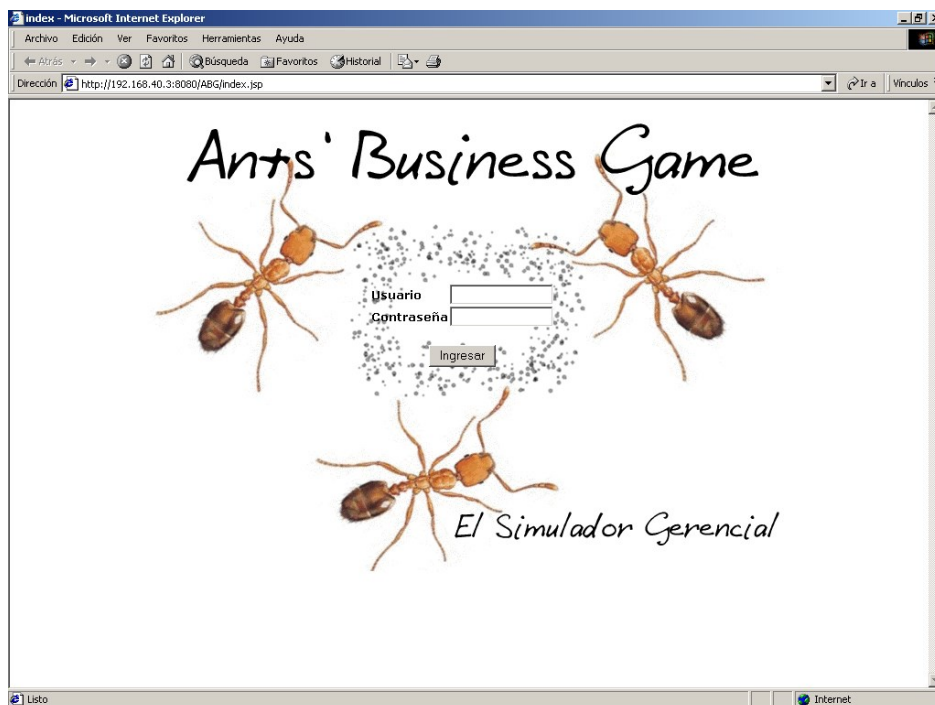 index - Microsoft Internet Explorer
Archivo Edición Ver Favoritos Herramientas Ayuda
Atrás Búsqueda Favoritos Historial
Dirección http://192.168.40.3:8080/ABG/index.jsp Ir a Vínculos
Ants' Business Game
Usuario
Contraseña
Ingresar
El Simulador Gerencial
Listo Internet